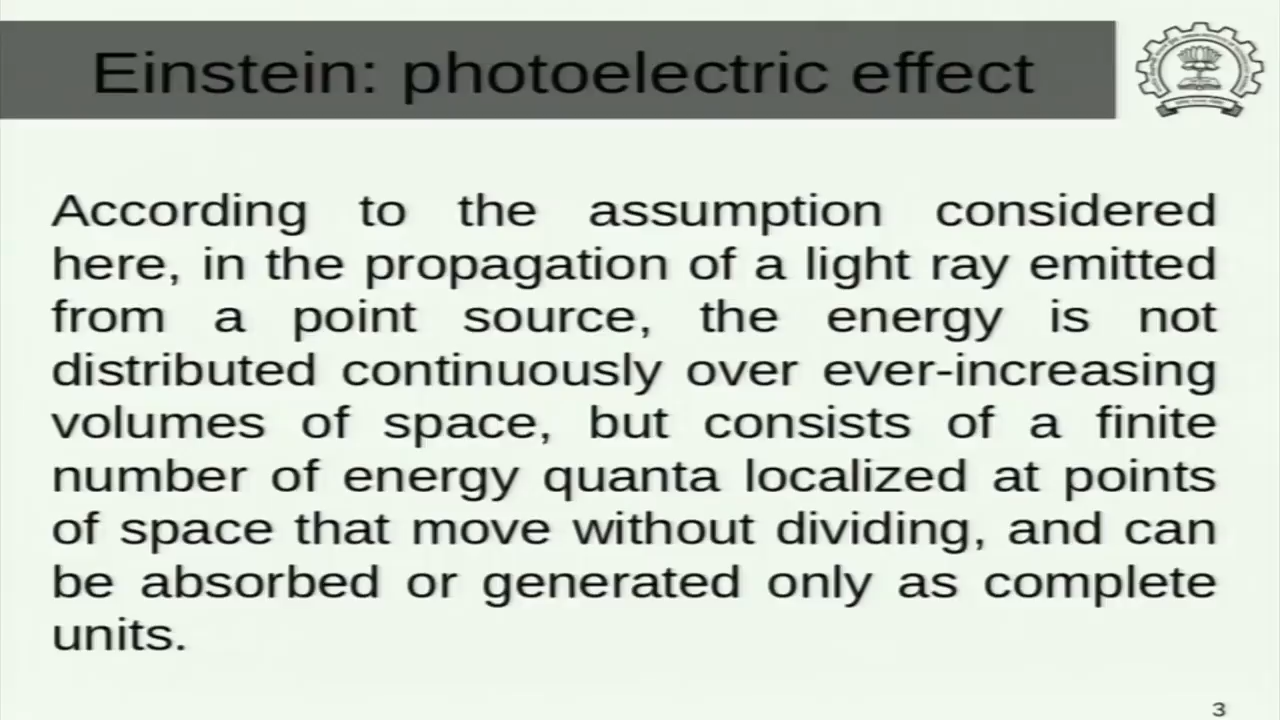 Einstein: photoelectric effect
According to the assumption considered
here, in the propagation of a light ray emitted
from a point source, the energy is not
distributed continuously over ever-increasing
volumes of space, but consists of a finite
number of energy quanta localized at points
of space that move without dividing, and can
be absorbed or generated only as complete
units.
3